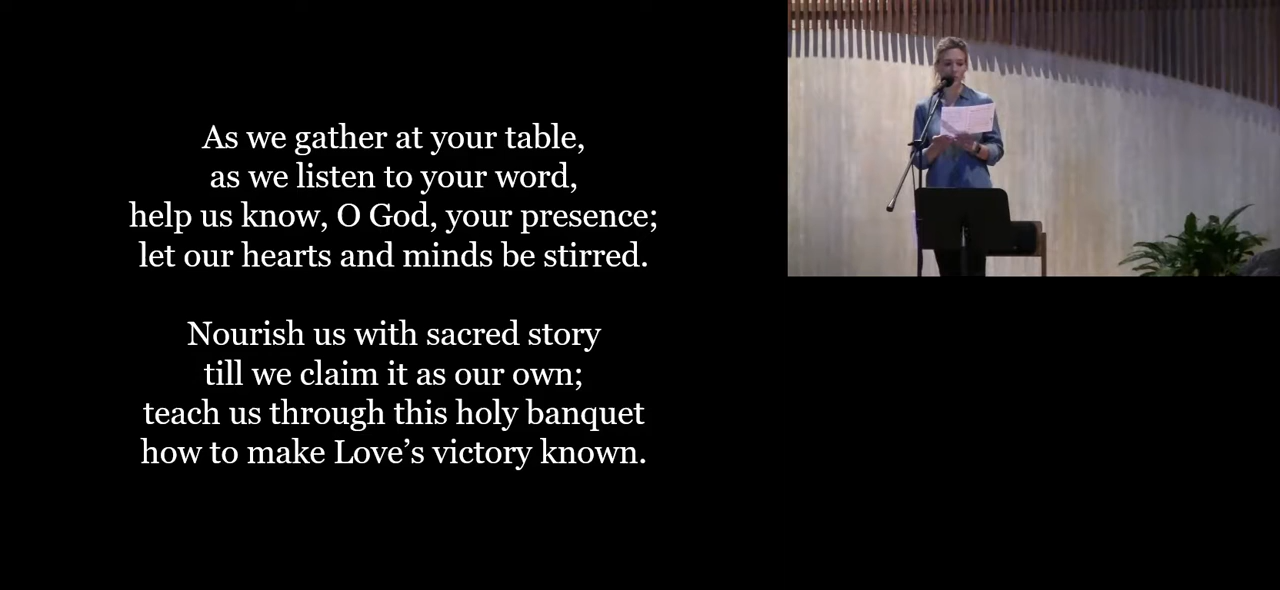 As we gather at your table,
as we listen to your word,
help us know, O God, your presence;
let our hearts and minds be stirred.
Nourish us with sacred story
till we claim it as our own;
teach us through this holy banquet
how to make Love’s victory known.